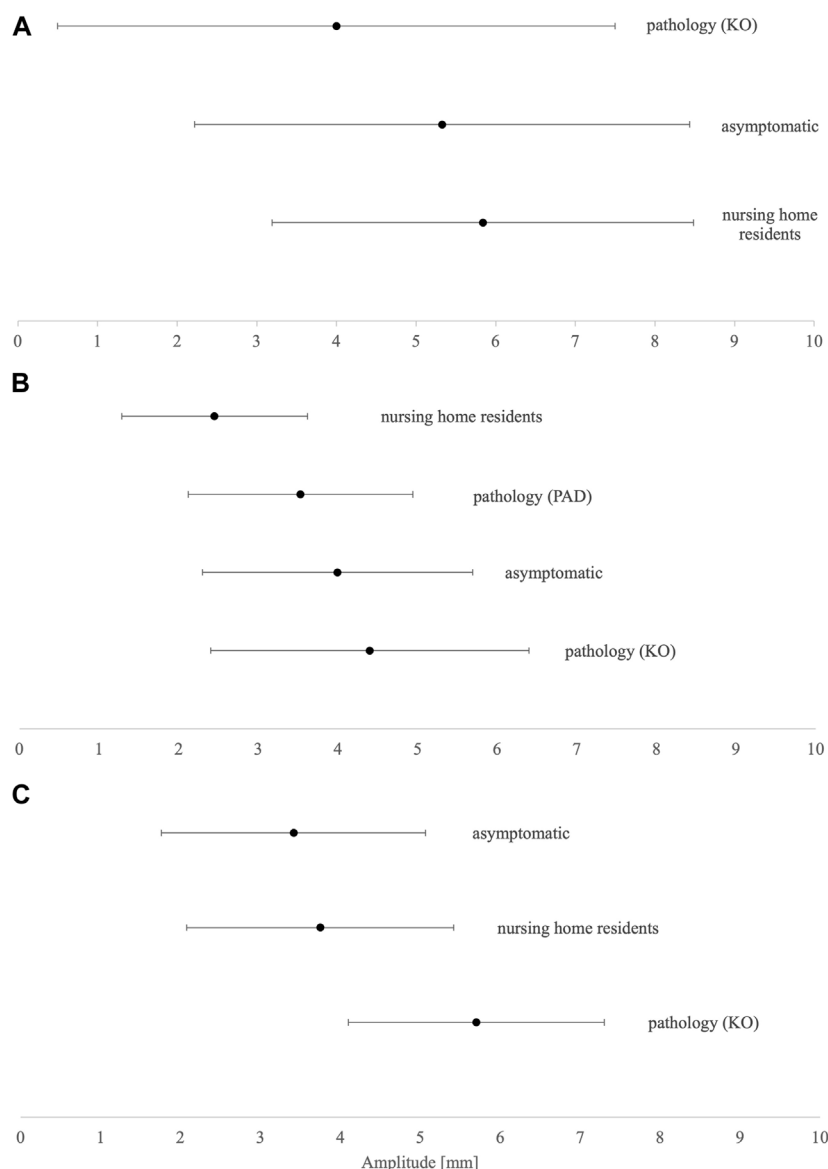 A
pathology (KO)
asymptomatic
nursing home
residents
0 1 2 3 4 5 6 7 8 9 10
B
nursing home residents
pathology (PAD)
asymptomatic
pathology (KO)
0 1 2 3 4 5 6 7 8 9 10
C
asymptomatic
nursing home residents
pathology (KO)
0 1 2 3 4 5 6 7 8 9 10
Amplitude [mm]